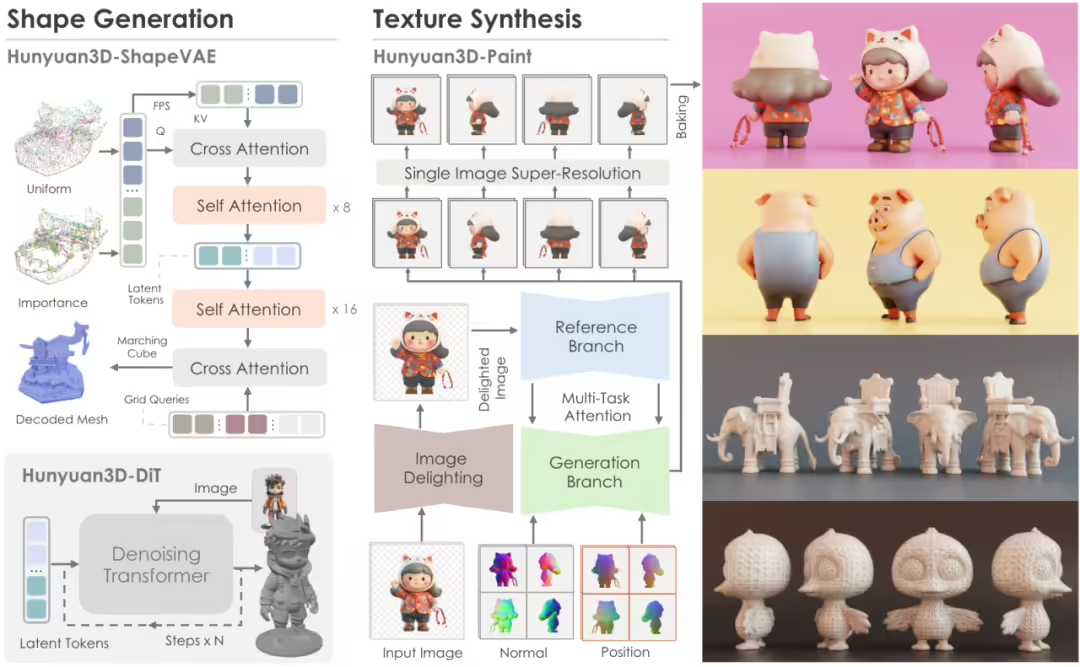 Shape Generation
Hunyuan3D-ShapeVAE
FPS
KV
Q
Cross Attention
Uniform
Self Attention
x 8
Importance
Latent
Tokens
Self Attention
x 16
Marching
Cube
Cross Attention
Decoded Mesh
Grid Queries
Hunyuan3D-DiT
Image
Denoising
Transformer
Latent Tokens
Steps x N
Texture Synthesis
Hunyuan3D-Paint
Baking
Single Image Super-Resolution
Delighted
Image
Reference
Branch
Multi-Task
Attention
Image
Delighting
Generation
Branch
Input Image
Normal
Position